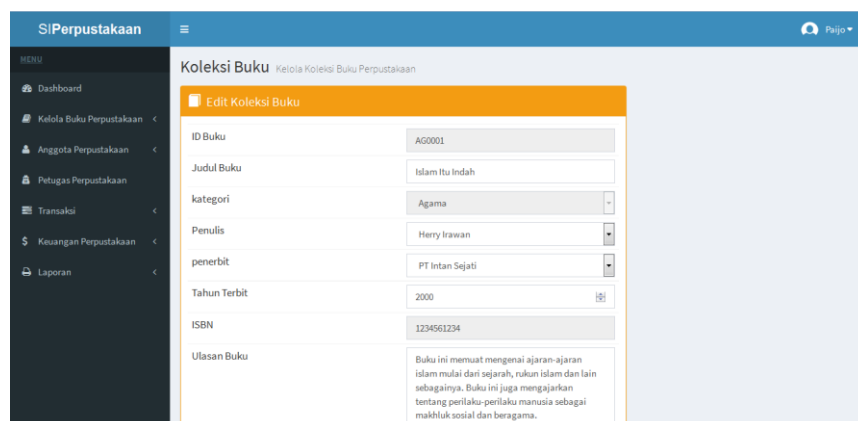 SIPerpustakaan
Paijo
MENU
Dashboard
Kelola Buku Perpustakaan
Anggota Perpustakaan
Petugas Perpustakaan
Transaksi
$ Keuangan Perpustakaan
Laporan
Koleksi Buku Kelola Koleksi Buku Perpustakaan
Edit Koleksi Buku
ID Buku AG0001
Judul Buku Islam Itu Indah
kategori Agama
Penulis Herry Irawan
penerbit PT Intan Sejati
Tahun Terbit 2000
ISBN 1234561234
Ulasan Buku Buku ini memuat mengenai ajaran-ajaran
islam mulai dari sejarah, rukun islam dan lain
sebagainya. Buku ini juga mengajarkan
tentang perilaku-perilaku manusia sebagai
makhluk sosial dan beragama.